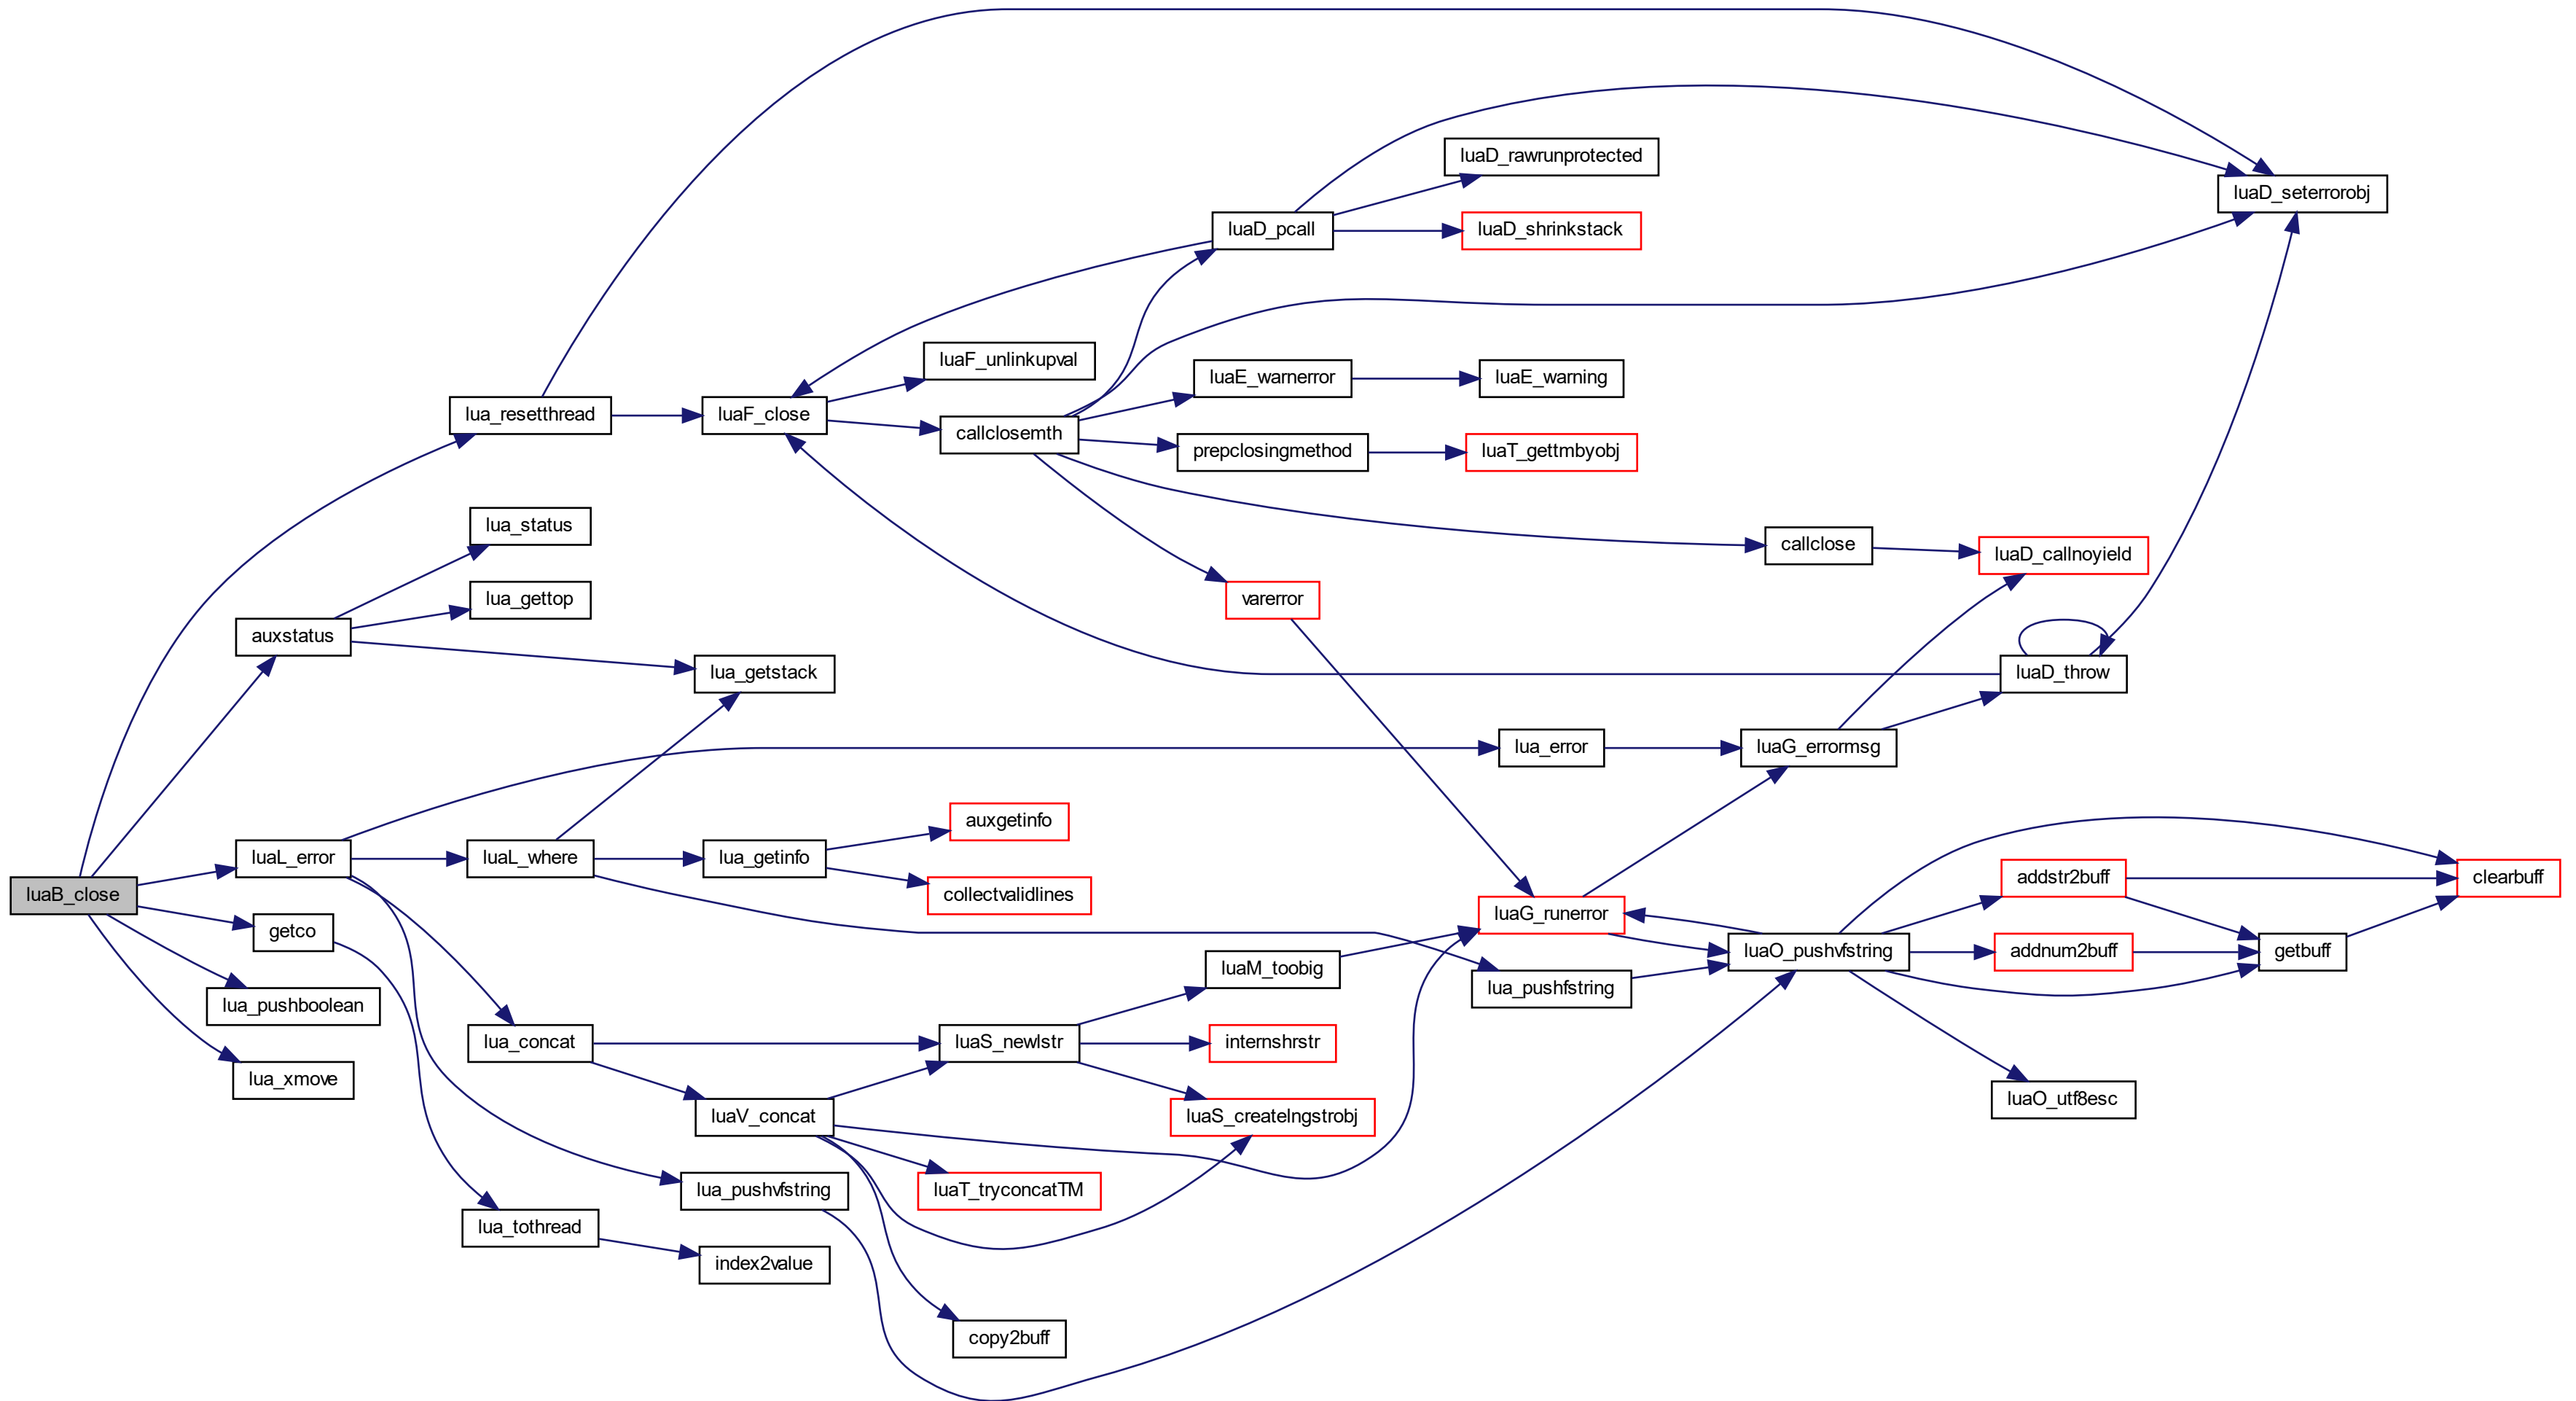 luaD_rawrunprotected
luaD_seterrorobj
luaD_pcall
luaD_shrinkstack
luaF_unlinkupval
luaE_warnerror
luaE_warning
lua_resetthread
luaF_close
callclosemth
prepclosingmethod
luaT_gettmbyobj
lua_status
callclose
luaD_callnoyield
lua_gettop
varerror
auxstatus
lua_getstack
luaD_throw
lua_error
luaG_errormsg
auxgetinfo
luaL_error
luaL_where
lua_getinfo
addstr2buff
clearbuff
luaB_close
collectvalidlines
luaG_runerror
getco
luaO_pushvfstring
addnum2buff
getbuff
luaM_toobig
lua_pushfstring
lua_pushboolean
lua_concat
luaS_newlstr
internshrstr
lua_xmove
luaO_utf8esc
luaV_concat
luaS_createlngstrobj
lua_pushvfstring
luaT_tryconcatTM
lua_tothread
index2value
copy2buff